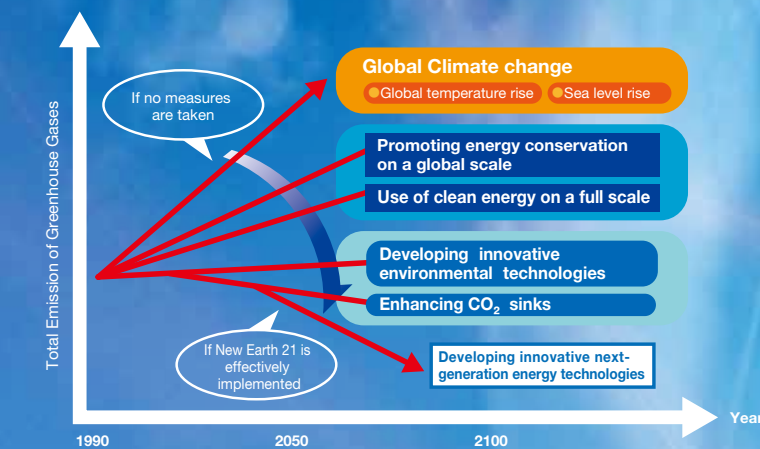 Total Emission of Greenhouse Gases
If no measures
are taken
Global Climate change
Global temperature rise
Sea level rise
Promoting energy conservation
on a global scale
Use of clean energy on a full scale
Developing innovative
environmental technologies
Enhancing CO₂ sinks
If New Earth 21 is
effectively
implemented
Developing innovative next-
generation energy technologies
Year
1990
2050
2100